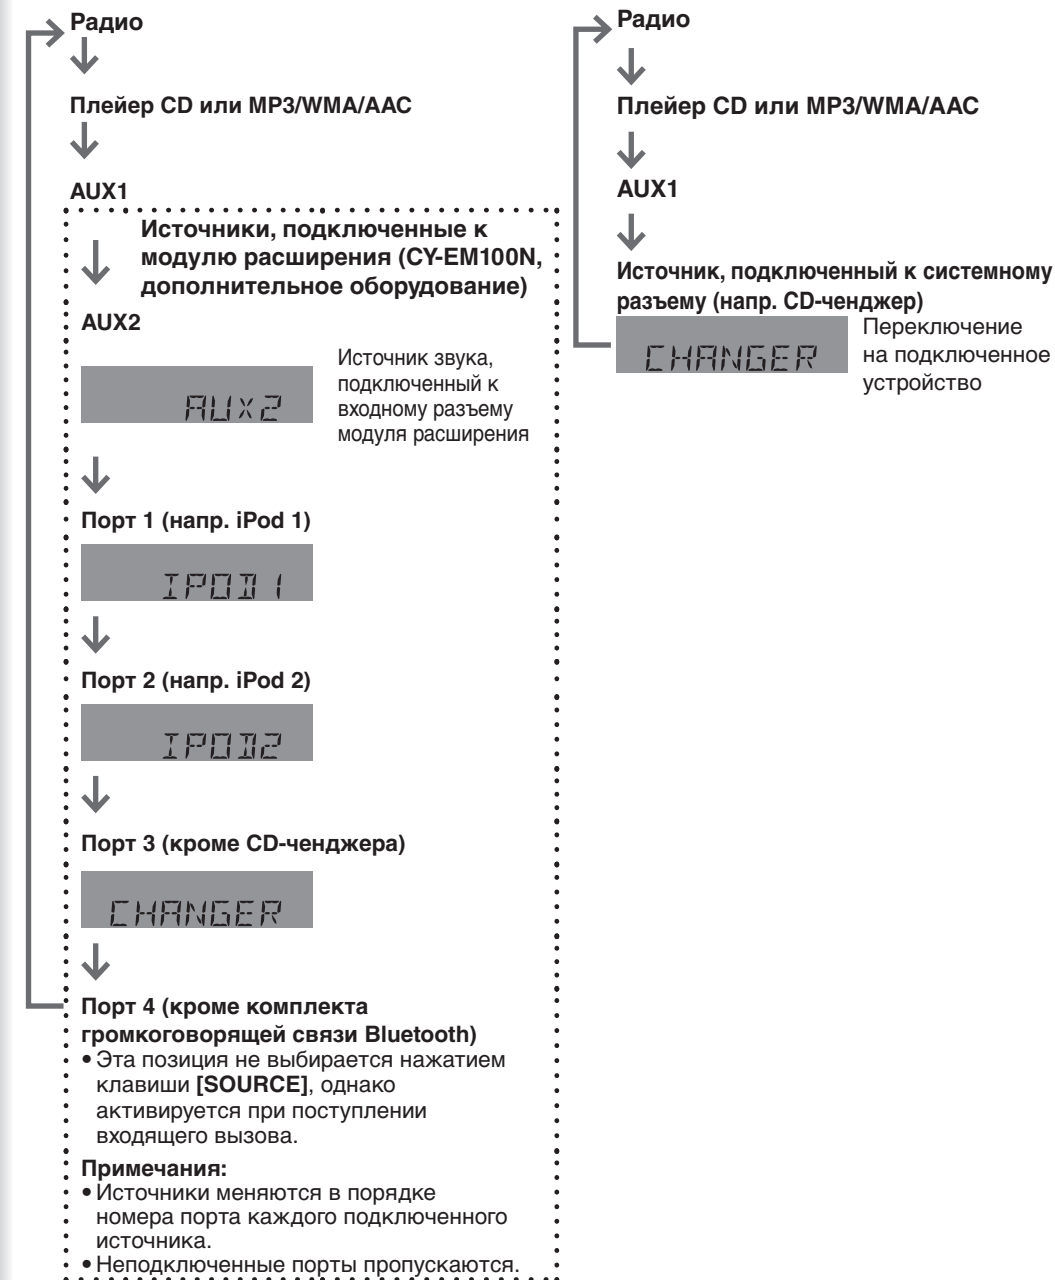 Радио
Плейер CD или MP3/WMA/AAC
AUX1
Источники, подключенные к
модулю расширения (CY-EM100N,
дополнительное оборудование)
AUX2
AUX2
Источник звука,
подключенный к
входному разъему
модуля расширения
Порт 1 (напр. iPod 1)
IPOD1
Порт 2 (напр. iPod 2)
IPOD2
Порт 3 (кроме CD-ченджера)
CHANGER
Порт 4 (кроме комплекта
громкоговорящей связи Bluetooth)
• Эта позиция не выбирается нажатием
клавиши [SOURCE], однако
активируется при поступлении
входящего вызова.
Примечания:
• Источники меняются в порядке
номера порта каждого подключенного
источника.
• Неподключенные порты пропускаются.
Радио
Плейер CD или MP3/WMA/AAC
AUX1
Источник, подключенный к системному
разъему (напр. CD-ченджер)
CHANGER
Переключение
на подключенное
устройство